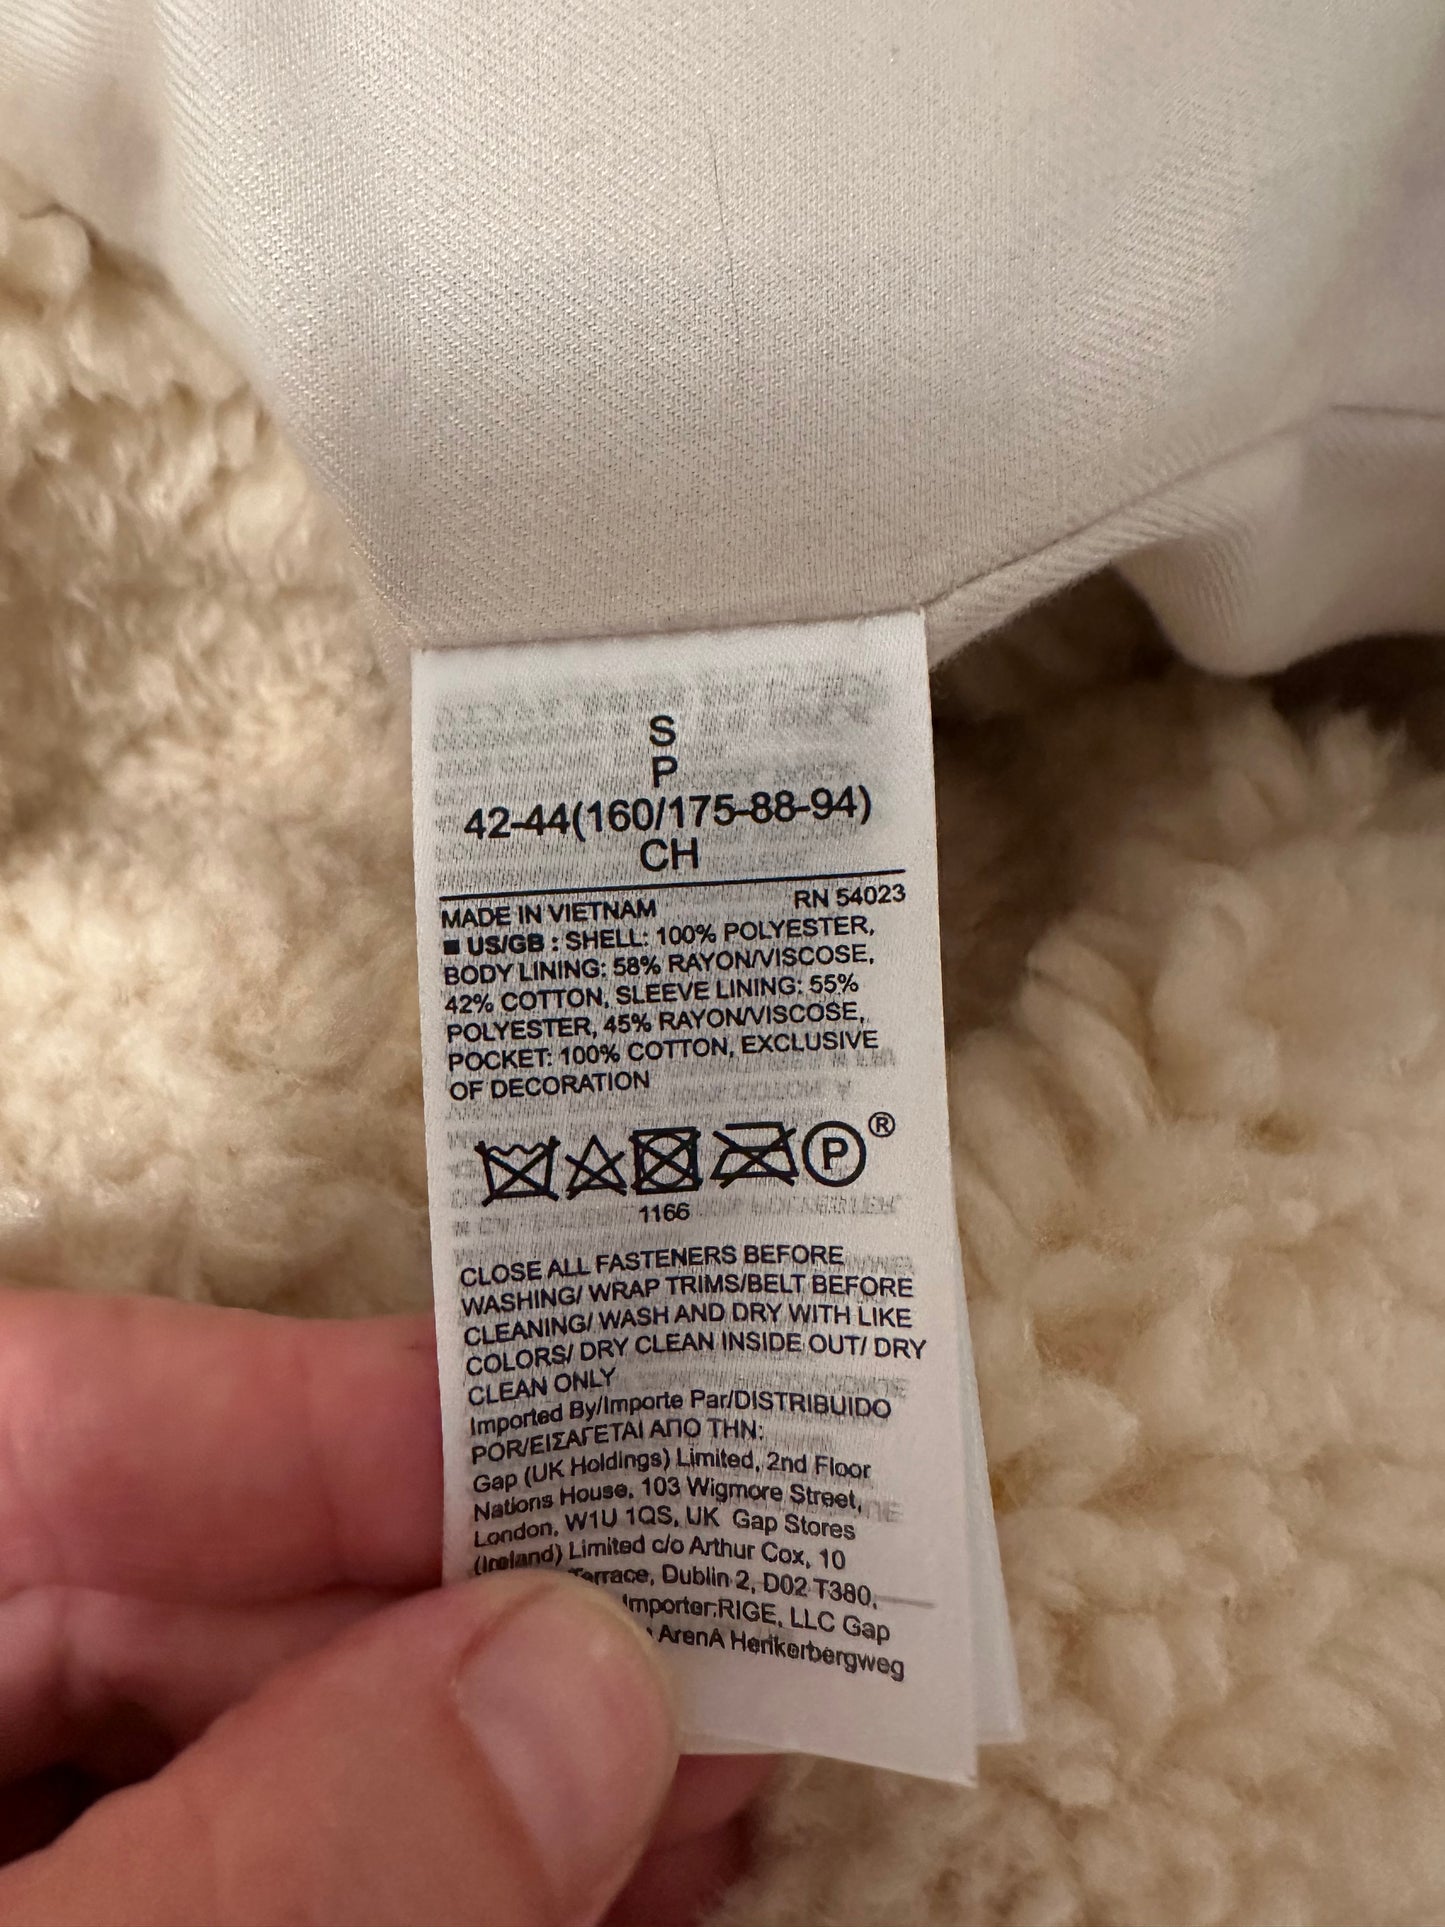 S
P
42-44(160/175-88-94)
CH
MADE IN VIETNAM RN 54023
■ US/GB : SHELL: 100% POLYESTER,
BODY LINING: 58% RAYON/VISCOSE,
42% COTTON, SLEEVE LINING: 55%
POLYESTER, 45% RAYON/VISCOSE,
POCKET: 100% COTTON, EXCLUSIVE
OF DECORATION
P ®
1166
CLOSE ALL FASTENERS BEFORE
WASHING/ WRAP TRIMS/BELT BEFORE
CLEANING/ WASH AND DRY WITH LIKE
COLORS/ DRY CLEAN INSIDE OUT/ DRY
CLEAN ONLY
Imported By/Importe Par/DISTRIBUIDO
POR/ΕΙΣΑΓΕΤΑΙ ΑΠΟ ΤΗΝ:
Gap (UK Holdings) Limited, 2nd Floor
Nations House, 103 Wigmore Street,
London, W1U 1QS, UK Gap Stores
(Ireland) Limited c/o Arthur Cox, 10
Terrace, Dublin 2, D02 T380,
Importer:RIGE, LLC Gap
ArenA Herikerbergweg